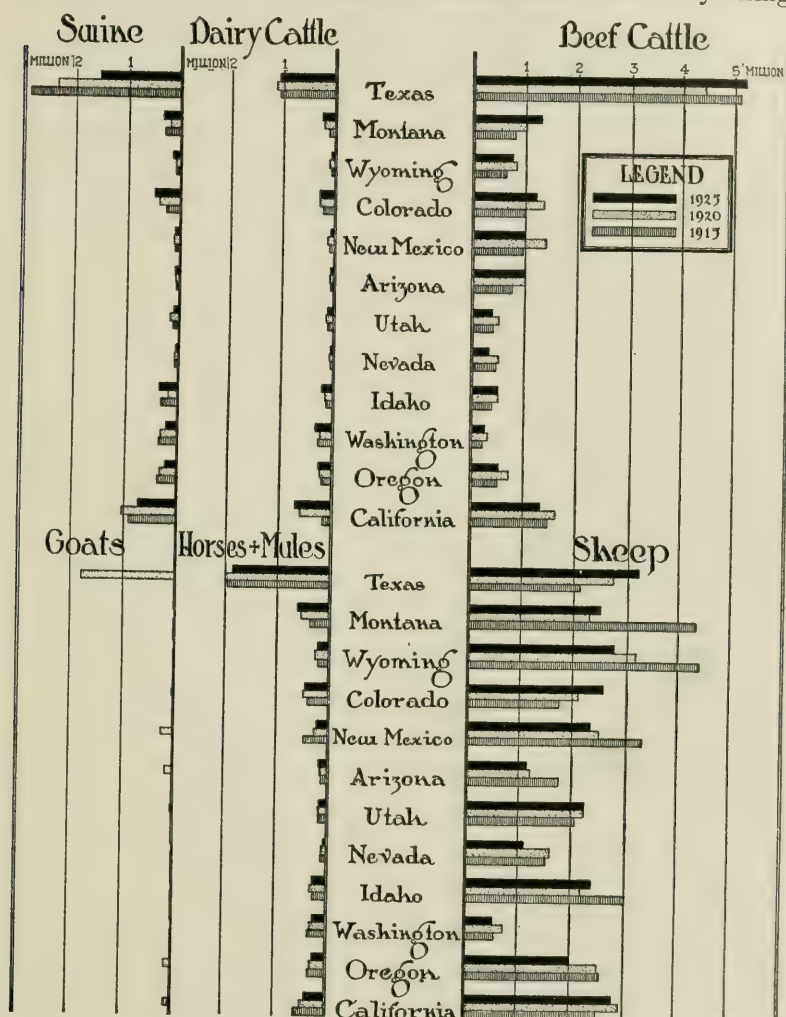 Swine Dairy Cattle Beef Cattle
MILLION 2 1 MILLION 2 1 1 2 3 4 5 MILLION
Texas
Montana
Wyoming
LEGEND
1925
1920
1915
Colorado
New Mexico
Arizona
Utah
Nevada
Idaho
Washington
Oregon
California
Goats Horses+Mules Sheep
Texas
Montana
Wyoming
Colorado
New Mexico
Arizona
Utah
Nevada
Idaho
Washington
Oregon
California